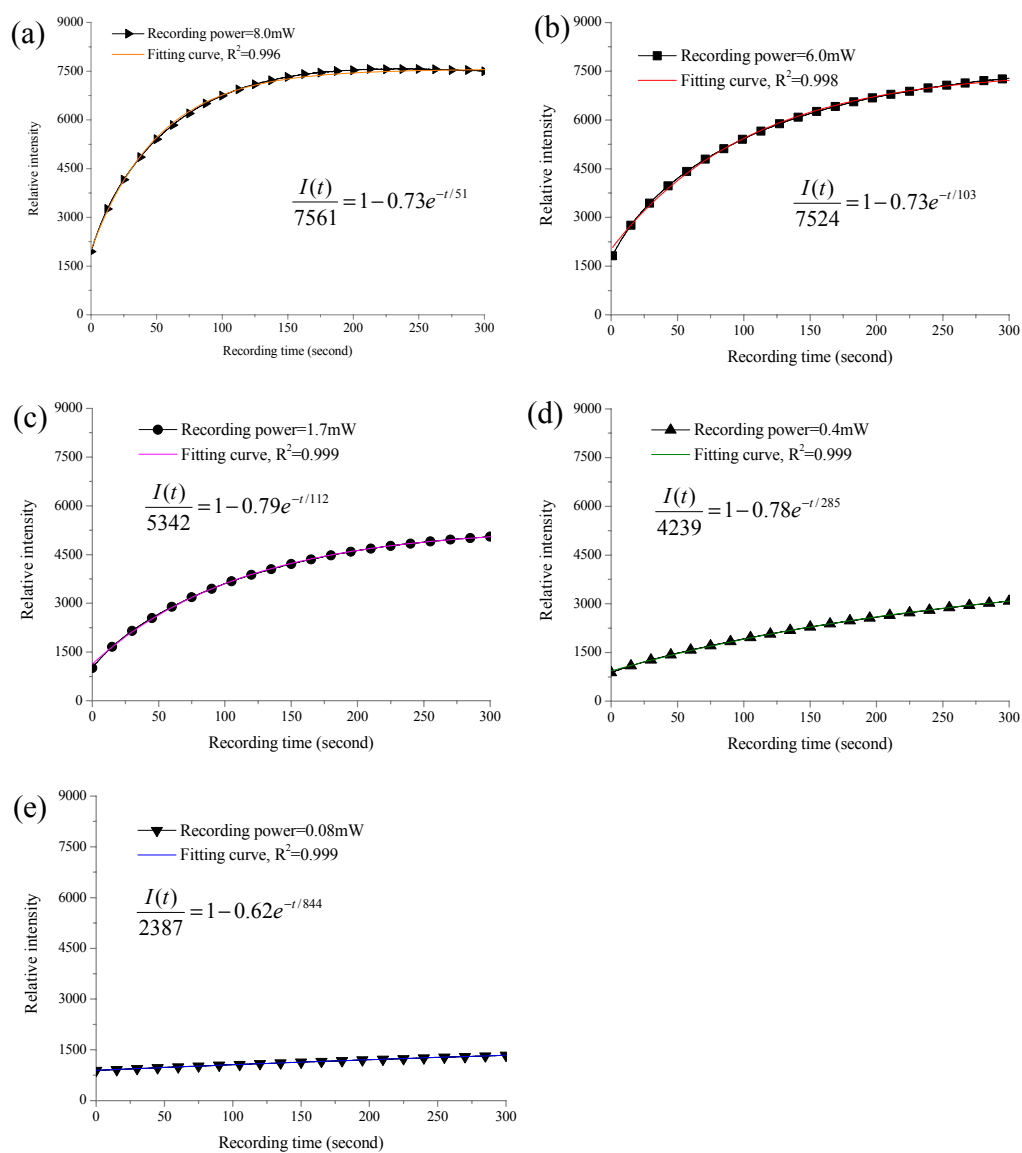 (a)
Recording power=8.0mW
Fitting curve, R²=0.996
I(t)/7561 = 1−0.73e^{−t/51}
Relative intensity
9000
7500
6000
4500
3000
1500
0
0 50 100 150 200 250 300
Recording time (second)
(b)
Recording power=6.0mW
Fitting curve, R²=0.998
I(t)/7524 = 1−0.73e^{−t/103}
Relative intensity
9000
7500
6000
4500
3000
1500
0
0 50 100 150 200 250 300
Recording time (second)
(c)
Recording power=1.7mW
Fitting curve, R²=0.999
I(t)/5342 = 1−0.79e^{−t/112}
Relative intensity
9000
7500
6000
4500
3000
1500
0
0 50 100 150 200 250 300
Recording time (second)
(d)
Recording power=0.4mW
Fitting curve, R²=0.999
I(t)/4239 = 1−0.78e^{−t/285}
Relative intensity
9000
7500
6000
4500
3000
1500
0
0 50 100 150 200 250 300
Recording time (second)
(e)
Recording power=0.08mW
Fitting curve, R²=0.999
I(t)/2387 = 1−0.62e^{−t/844}
Relative intensity
9000
7500
6000
4500
3000
1500
0
0 50 100 150 200 250 300
Recording time (second)